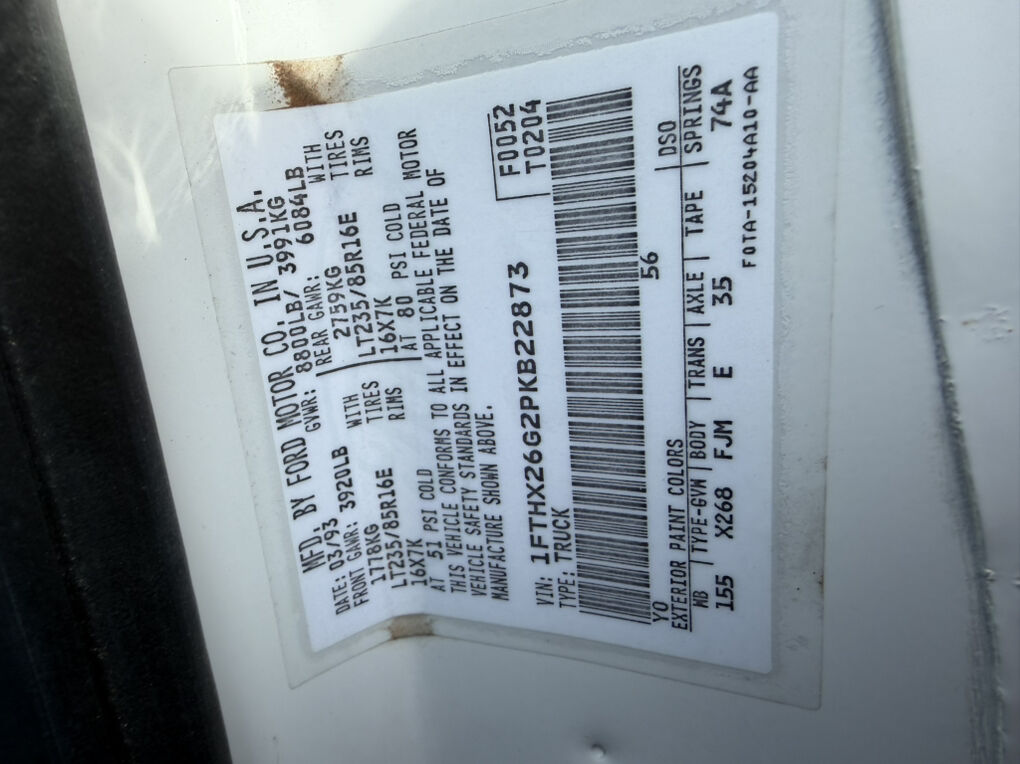 MFD. BY FORD MOTOR CO. IN U.S.A.
DATE: 03/93 GVWR: 8800LB/ 3991KG
FRONT GAWR: 3920LB REAR GAWR: 6084LB
1778KG WITH 2759KG WITH
LT235/85R16E TIRES LT235/85R16E TIRES
16X7K RIMS 16X7K RIMS
AT 51 PSI COLD AT 80 PSI COLD
THIS VEHICLE CONFORMS TO ALL APPLICABLE FEDERAL MOTOR
VEHICLE SAFETY STANDARDS IN EFFECT ON THE DATE OF
MANUFACTURE SHOWN ABOVE.
VIN: 1FTHX26G2PKB22873 F0052
TYPE: TRUCK T0204
YO 56
EXTERIOR PAINT COLORS DSO
WB TYPE-GVW BODY TRANS AXLE TAPE SPRINGS
155 X268 FJM E 35 74A
F0TA-15204A10-AA